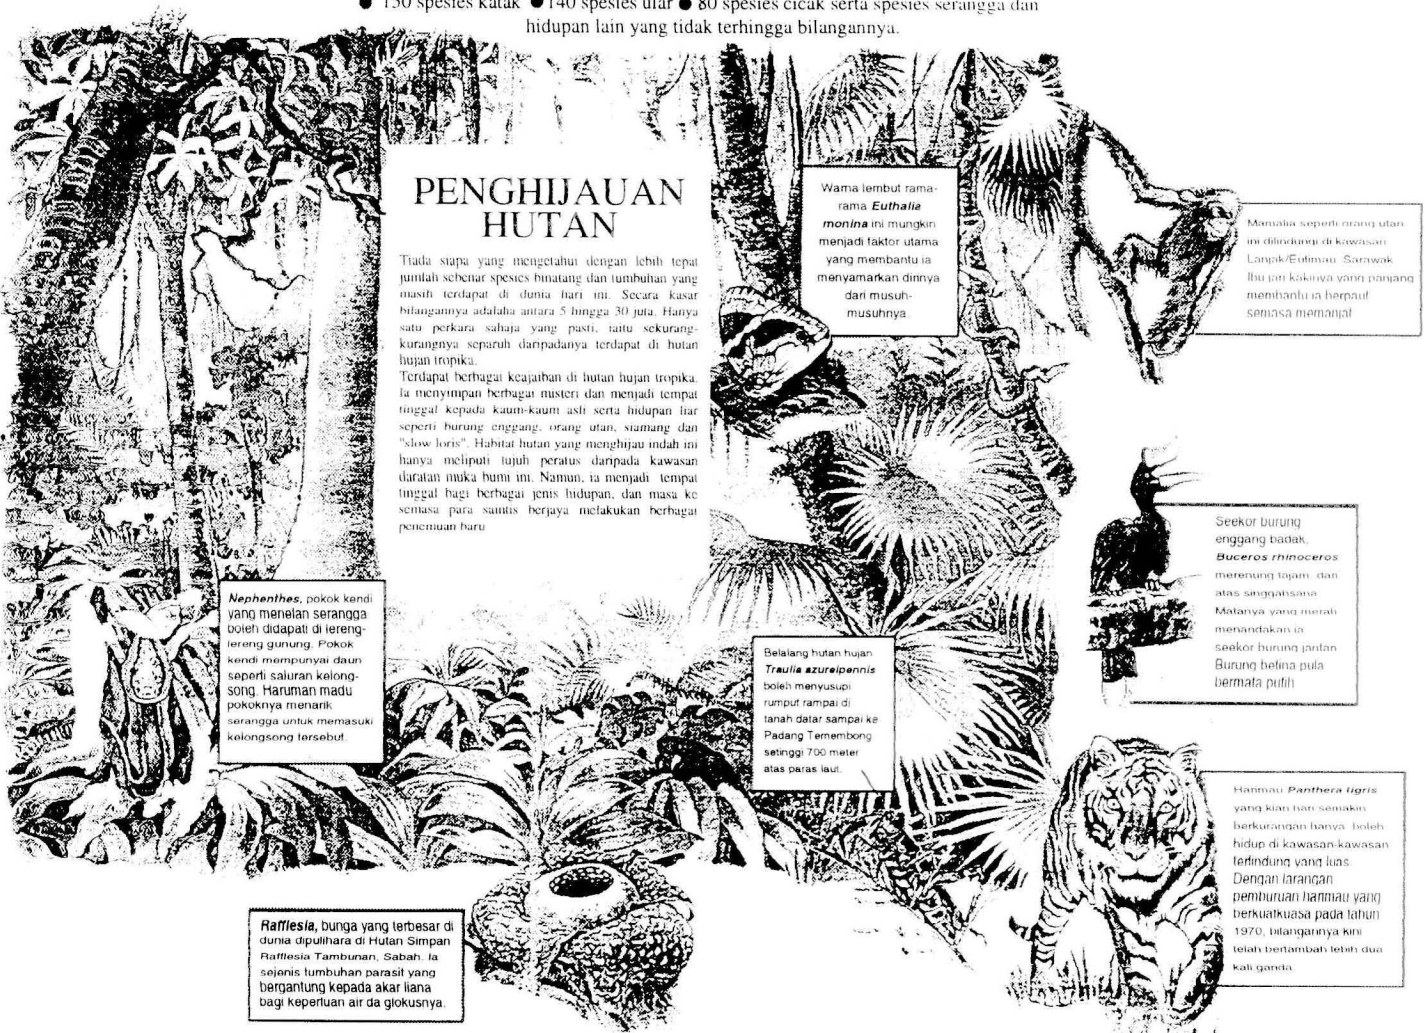 ● 150 spesies katak ● 140 spesies ular ● 80 spesies cicak serta spesies serangga dan
hidupan lain yang tidak terhingga bilangannya.
PENGHIJAUAN
HUTAN
Tiada siapa yang mengetahui dengan lebih tepat
jumlah sebenar spesies binatang dan tumbuhan yang
masih terdapat di dunia hari ini. Secara kasar
bilangannya adalaha antara 5 hingga 30 juta. Hanya
satu perkara sahaja yang pasti, iaitu sekurang-
kurangnya separuh daripadanya terdapat di hutan
hujan tropika.
Terdapat berbagai keajaiban di hutan hujan tropika.
Ia menyimpan berbagai misteri dan menjadi tempat
tinggal kepada kaum-kaum asli serta hidupan liar
seperti burung enggang, orang utan, siamang dan
"slow loris". Habitat hutan yang menghijau indah ini
hanya meliputi tujuh peratus daripada kawasan
daratan muka bumi ini. Namun, ia menjadi tempat
tinggal bagi berbagai jenis hidupan, dan masa ke
semasa para saintis berjaya melakukan berbagai
penemuan baru
Warna lembut rama-
rama Euthalia
monina ini mungkin
menjadi faktor utama
yang membantu ia
menyamarkan dirinya
dari musuh-
musuhnya
Mamalia seperti orang utan
ini dilindungi di kawasan
Lanjak/Entimau, Sarawak
Ibu jari kakinya yang panjang
membantu ia berpaut
semasa memanjat
Seekor burung
enggang badak,
Buceros rhinoceros
merenung tajam dari
atas singgahsana
Matanya yang merah
menandakan ia
seekor burung jantan
Burung betina pula
bermata putih
Nephenthes, pokok kendi
yang menelan serangga
boleh didapati di lereng-
lereng gunung. Pokok
kendi mempunyai daun
seperti saluran kelong-
song. Haruman madu
pokoknya menarik
serangga untuk memasuki
kelongsong tersebut.
Belalang hutan hujan
Traulia azureipennis
boleh menyusupi
rumput rampai di
tanah datar sampai ke
Padang Temembong
setinggi 700 meter
atas paras laut.
Harimau Panthera tigris
yang kian hari semakin
berkurangan hanya boleh
hidup di kawasan-kawasan
terlindung yang luas
Dengan larangan
pemburuan harimau yang
berkuatkuasa pada tahun
1970, bilangannya kini
telah bertambah lebih dua
kali ganda
Rafflesia, bunga yang terbesar di
dunia dipulihara di Hutan Simpan
Rafflesia Tambunan, Sabah. Ia
sejenis tumbuhan parasit yang
bergantung kepada akar liana
bagi keperluan air da glokusnya.